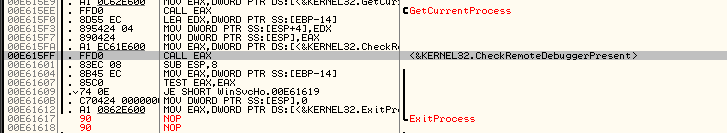 00E615E9 . A1 0C62E600 MOV EAX,DWORD PTR DS:[<&KERNEL32.GetCurr
00E615EE . FFD0 CALL EAX GetCurrentProcess
00E615F0 . 8D55 EC LEA EDX,DWORD PTR SS:[EBP-14]
00E615F3 . 895424 04 MOV DWORD PTR SS:[ESP+4],EDX
00E615F7 . 890424 MOV DWORD PTR SS:[ESP],EAX
00E615FA . A1 EC61E600 MOV EAX,DWORD PTR DS:[<&KERNEL32.CheckRe
00E615FF . FFD0 CALL EAX <&KERNEL32.CheckRemoteDebuggerPresent>
00E61601 . 83EC 08 SUB ESP,8
00E61604 . 8B45 EC MOV EAX,DWORD PTR SS:[EBP-14]
00E61607 . 85C0 TEST EAX,EAX
00E61609 . 74 0E JE SHORT WinSvcHo.00E61619
00E6160B . C70424 0000000 MOV DWORD PTR SS:[ESP],0
00E61612 . A1 0862E600 MOV EAX,DWORD PTR DS:[<&KERNEL32.ExitPro
00E61617 90 NOP ExitProcess
00E61618 90 NOP